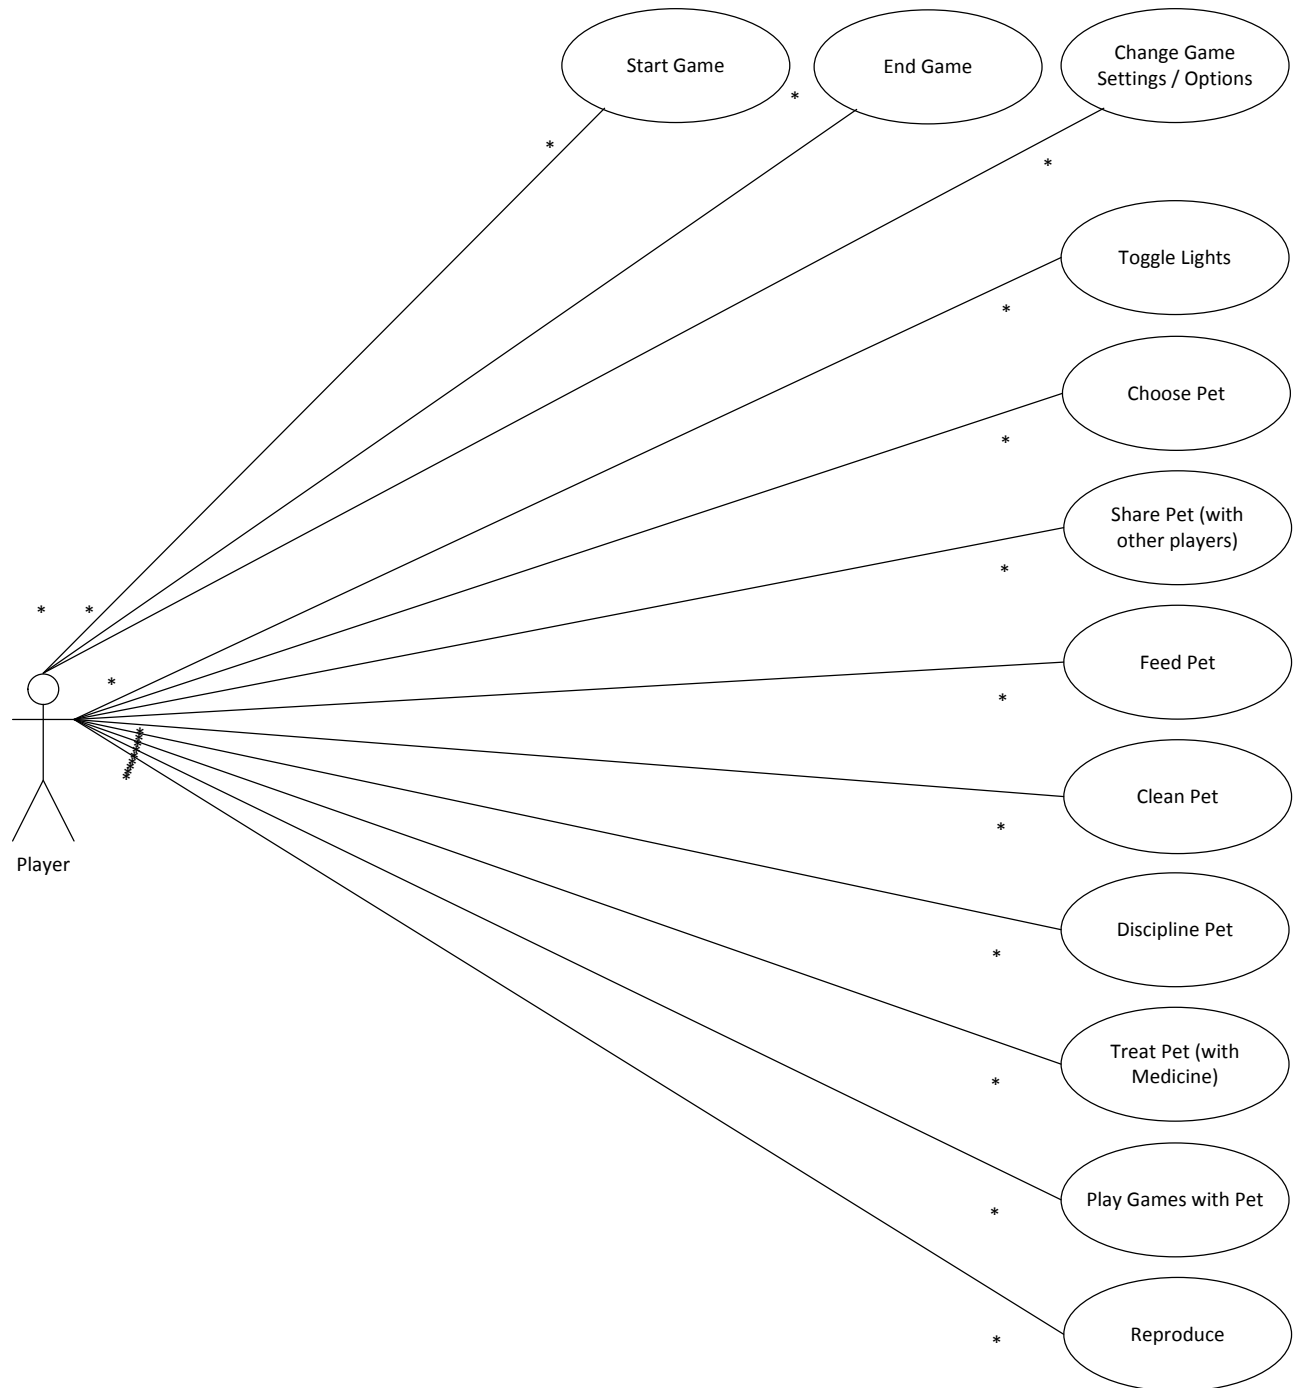 Start Game
End Game
Change Game
Settings / Options
*
*
*
Toggle Lights
*
Choose Pet
*
Share Pet (with
other players)
*
* *
Feed Pet
*
*
Clean Pet
*
Player
Discipline Pet
*
Treat Pet (with
Medicine)
*
Play Games with Pet
*
Reproduce
*